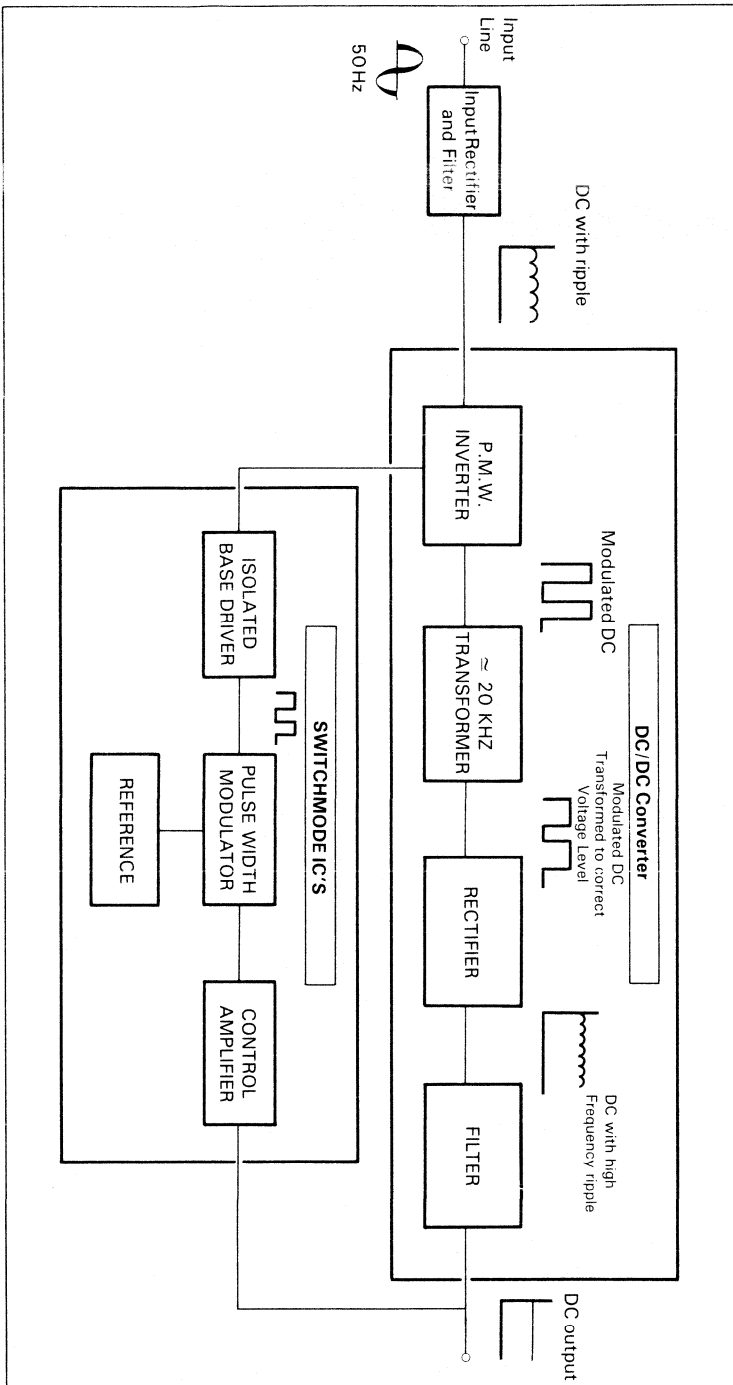 Input
Line
50Hz
Input Rectifier
and Filter
DC with ripple
DC/DC Converter
P.M.W.
INVERTER
Modulated DC
≃ 20 KHZ
TRANSFORMER
Modulated DC
Transformed to correct
Voltage Level
RECTIFIER
DC with high
Frequency ripple
FILTER
DC output
SWITCHMODE IC'S
ISOLATED
BASE DRIVER
PULSE WIDTH
MODULATOR
REFERENCE
CONTROL
AMPLIFIER